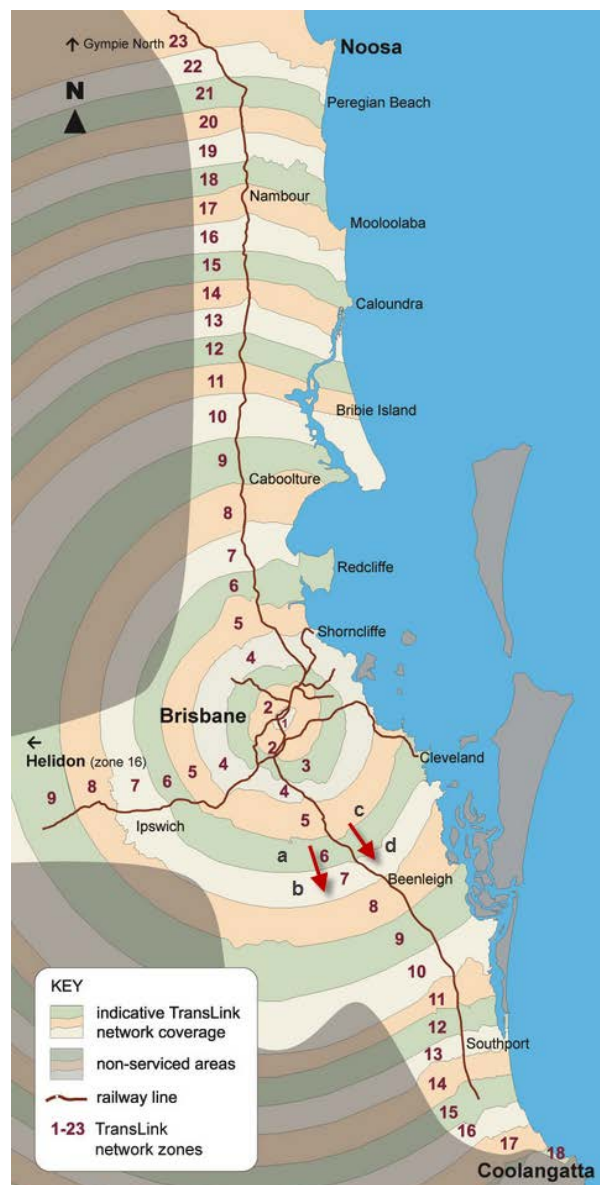 ↑ Gympie North 23
Noosa
22
N
21
Peregian Beach
20
19
18
Nambour
17
Mooloolaba
16
15
14
Caloundra
13
12
11
Bribie Island
10
9
Caboolture
8
7
Redcliffe
6
5
Shorncliffe
4
2
Brisbane
1
2
←
Helidon (zone 16)
Cleveland
9 8 7 6 5 4 3
4
Ipswich
5
c
a
6
d
b
7
Beenleigh
8
9
10
KEY
11
indicative TransLink
network coverage
12
Southport
non-serviced areas
13
14
railway line
15
1-23 TransLink
network zones
16
17
18
Coolangatta